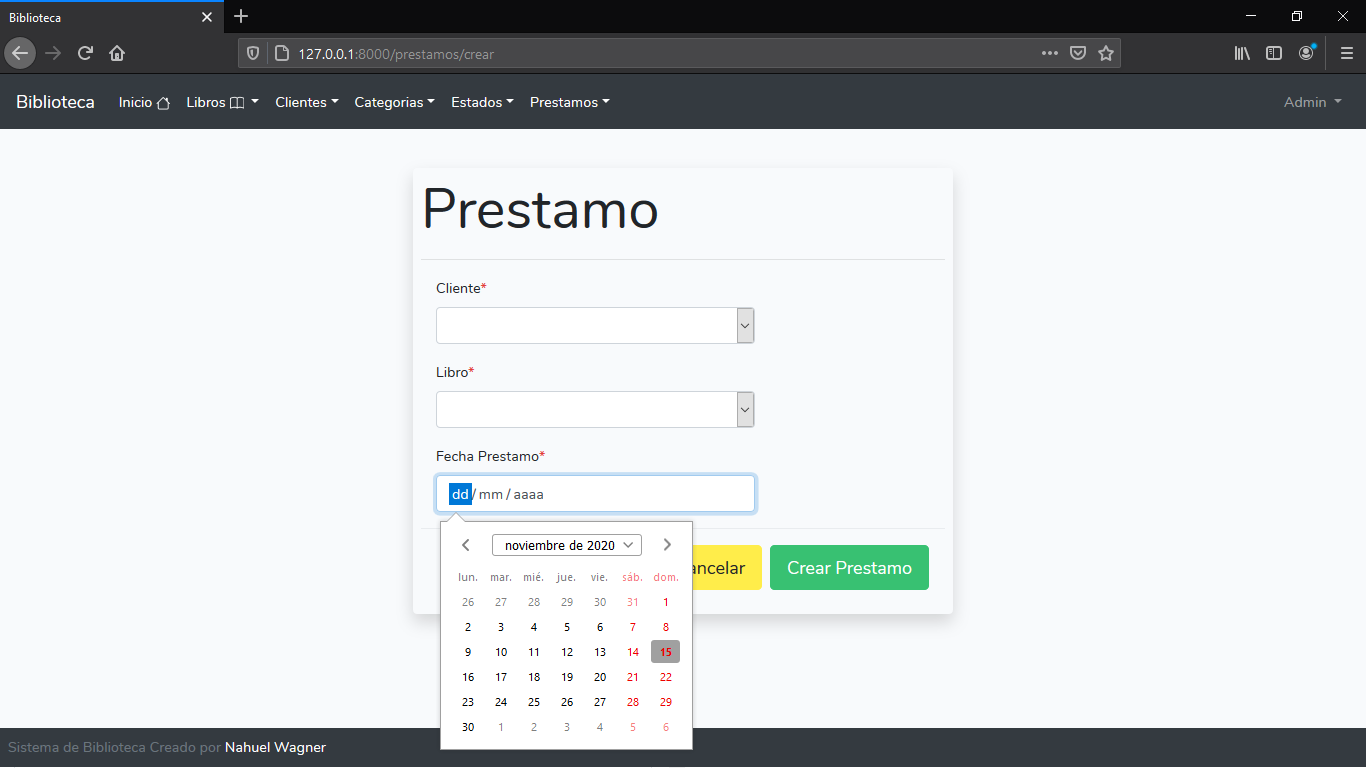 Biblioteca
127.0.0.1:8000/prestamos/crear
Biblioteca Inicio Libros Clientes Categorias Estados Prestamos Admin
Prestamo
Cliente*
Libro*
Fecha Prestamo*
dd / mm / aaaa
noviembre de 2020
lun. mar. mié. jue. vie. sáb. dom.
26 27 28 29 30 31 1
2 3 4 5 6 7 8
9 10 11 12 13 14 15
16 17 18 19 20 21 22
23 24 25 26 27 28 29
30 1 2 3 4 5 6
ancelar Crear Prestamo
Sistema de Biblioteca Creado por Nahuel Wagner